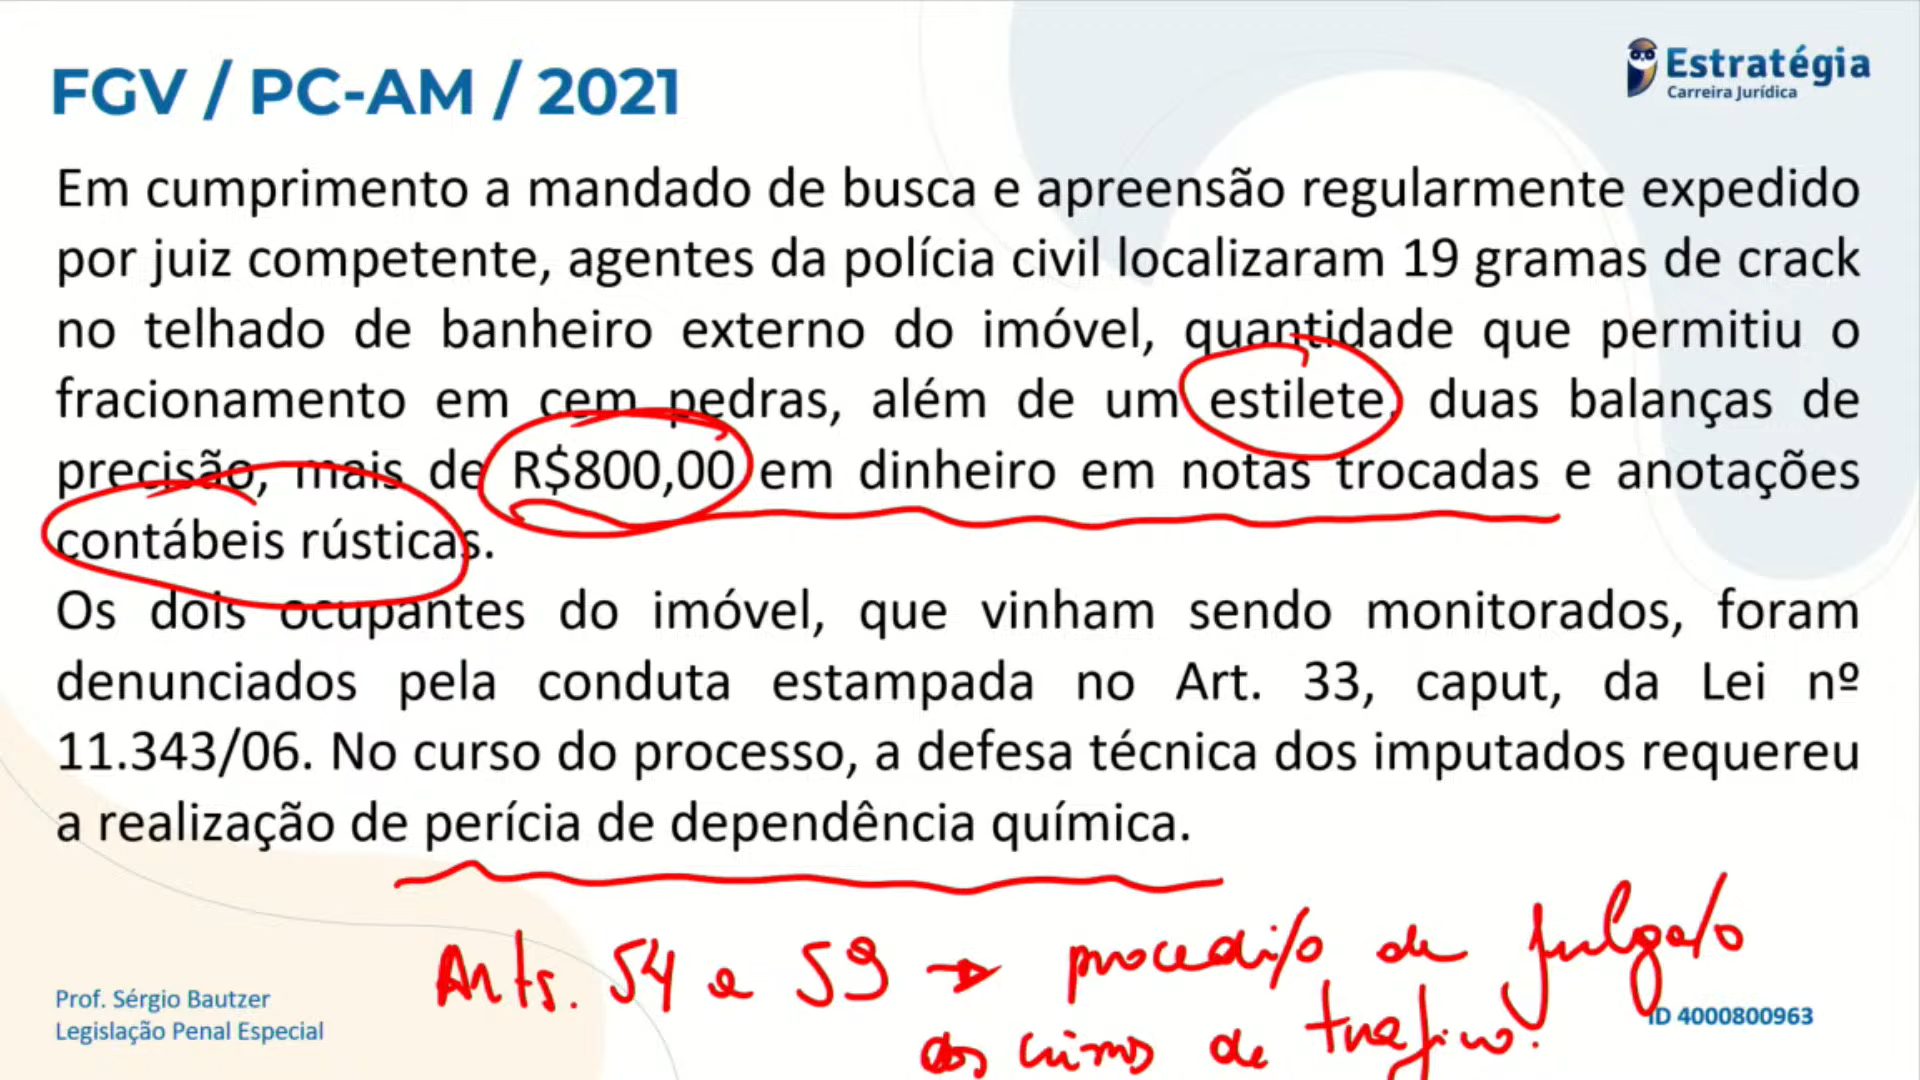 FGV / PC-AM / 2021
Estratégia
Carreira Jurídica
Em cumprimento a mandado de busca e apreensão regularmente expedido
por juiz competente, agentes da polícia civil localizaram 19 gramas de crack
no telhado de banheiro externo do imóvel, quantidade que permitiu o
fracionamento em cem pedras, além de um estilete, duas balanças de
precisão, mais de R$800,00 em dinheiro em notas trocadas e anotações
contábeis rústicas.
Os dois ocupantes do imóvel, que vinham sendo monitorados, foram
denunciados pela conduta estampada no Art. 33, caput, da Lei nº
11.343/06. No curso do processo, a defesa técnica dos imputados requereu
a realização de perícia de dependência química.
Arts. 54 a 59 → procedi/o de julga/o
dos crimes de tráfico.
Prof. Sérgio Bautzer
Legislação Penal Especial
ID 4000800963